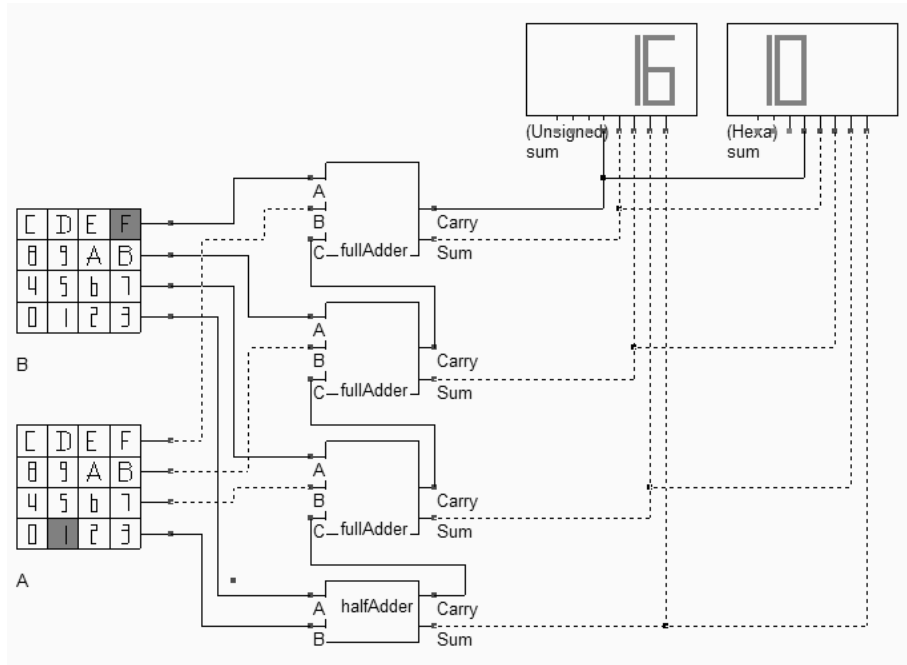 16
10
(Unsigned)
sum
(Hexa)
sum
A
B
C
fullAdder
Carry
Sum
C D E F
8 9 A B
4 5 6 7
0 1 2 3
B
A
B
C
fullAdder
Carry
Sum
C D E F
8 9 A B
4 5 6 7
0 1 2 3
A
A
B
C
fullAdder
Carry
Sum
A
B
halfAdder
Carry
Sum